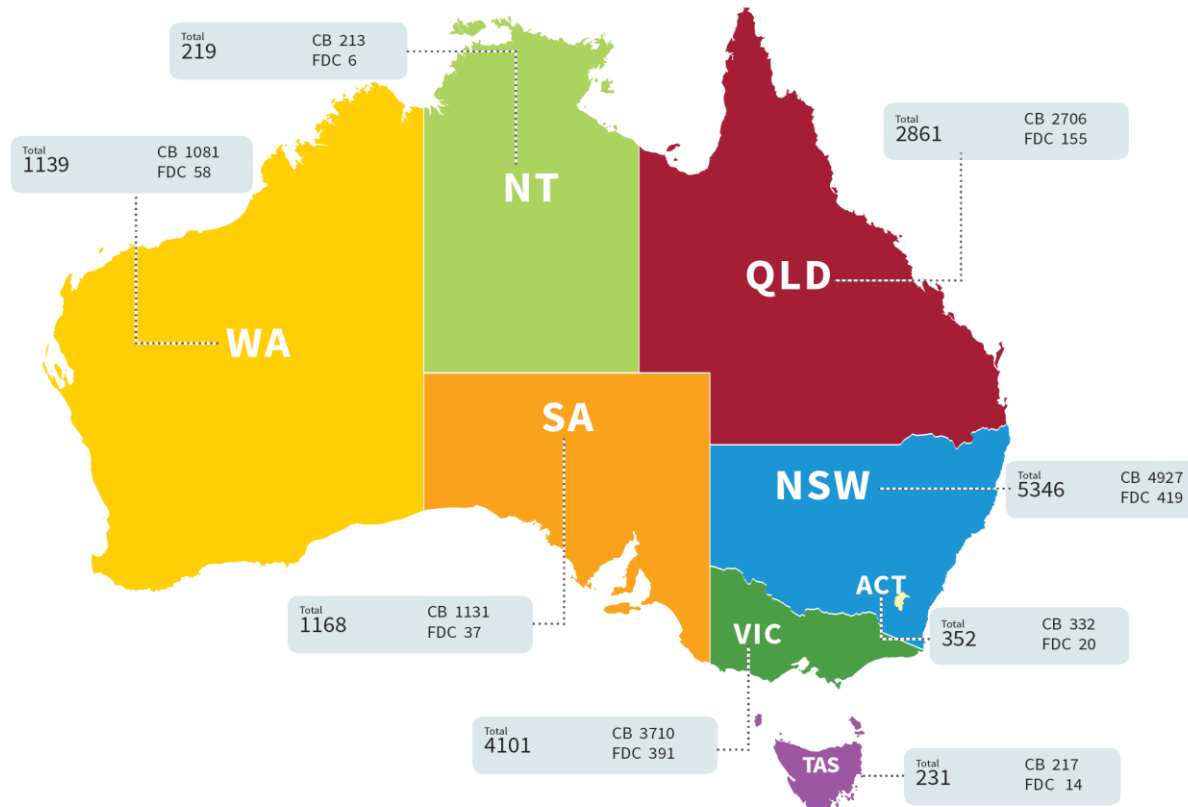 Total
219
CB 213
FDC 6
Total
2861
CB 2706
FDC 155
Total
1139
CB 1081
FDC 58
NT
QLD
WA
SA
NSW
Total
5346
CB 4927
FDC 419
ACT
Total
1168
CB 1131
FDC 37
VIC
Total
352
CB 332
FDC 20
Total
4101
CB 3710
FDC 391
TAS
Total
231
CB 217
FDC 14